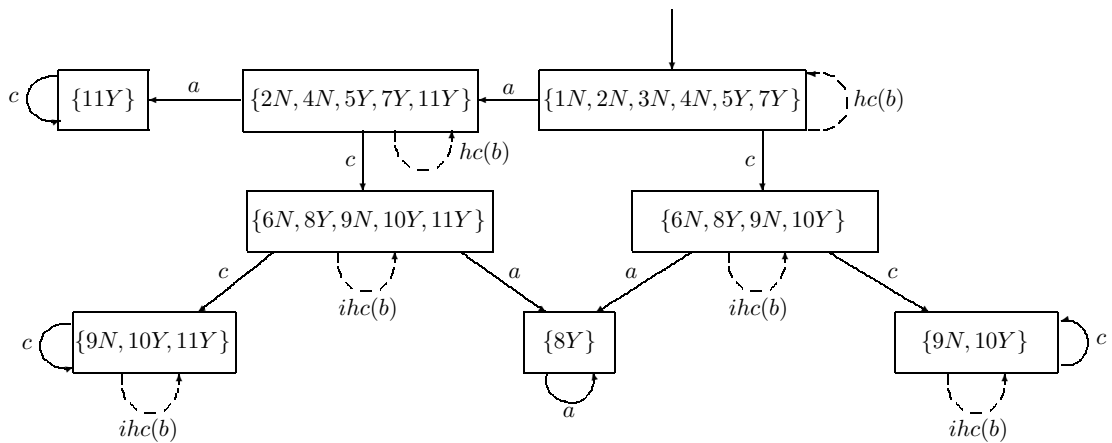 a a
c {11Y} {2N, 4N, 5Y, 7Y, 11Y} {1N, 2N, 3N, 4N, 5Y, 7Y} hc(b)
c hc(b) c
{6N, 8Y, 9N, 10Y, 11Y} {6N, 8Y, 9N, 10Y}
c a a c
ihc(b) ihc(b)
c {9N, 10Y, 11Y} {8Y} {9N, 10Y} c
ihc(b) a ihc(b)